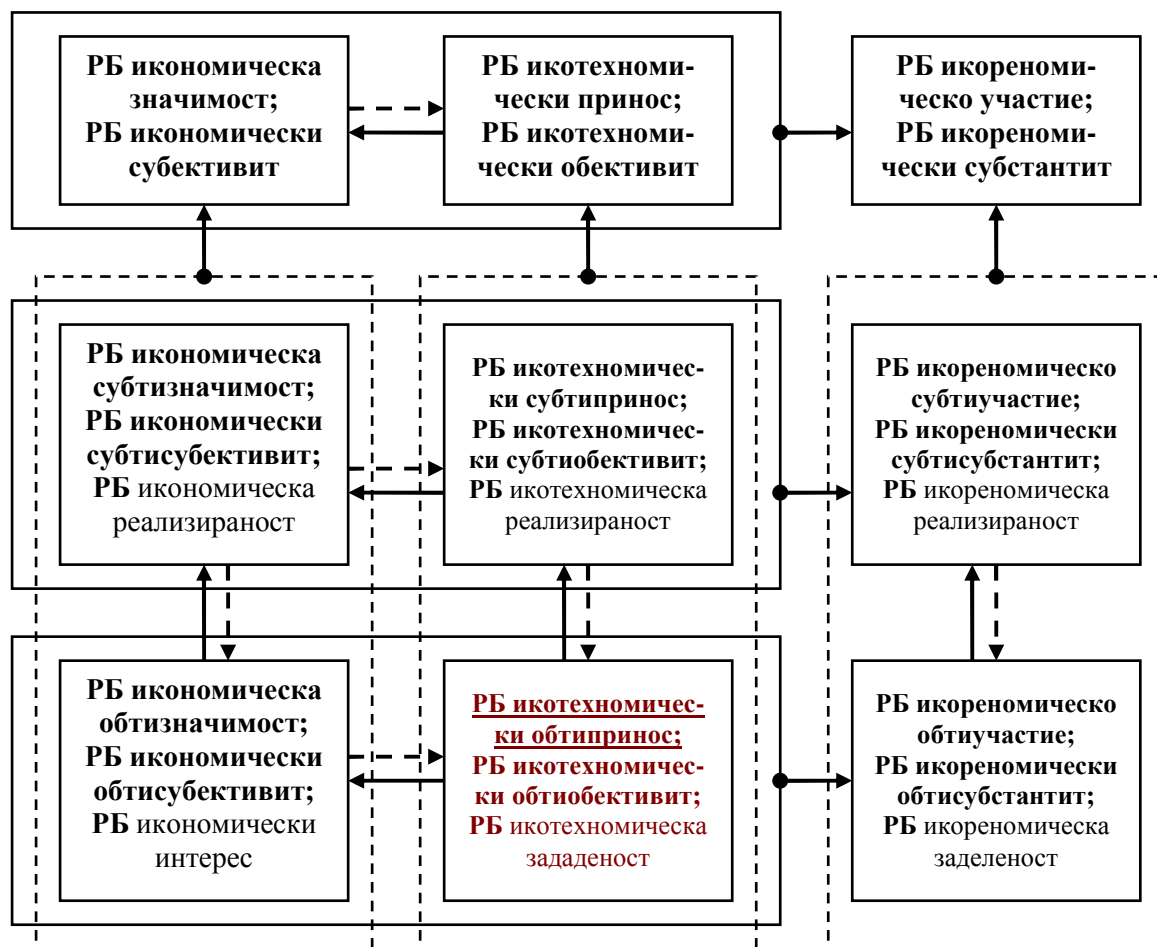 РБ икономическа
значимост;
РБ икономически
субективит
РБ икотехноми-
чески принос;
РБ икотехноми-
чески обективит
РБ икореноми-
ческо участие;
РБ икореноми-
чески субстантит
РБ икономическа
субтизначимост;
РБ икономически
субтисубективит;
РБ икономическа
реализираност
РБ икотехномичес-
ки субтипринос;
РБ икотехномичес-
ки субтиобективит;
РБ икотехномическа
реализираност
РБ икореномическо
субтиучастие;
РБ икореномически
субтисубстантит;
РБ икореномическа
реализираност
РБ икономическа
обтизначимост;
РБ икономически
обтисубективит;
РБ икономически
интерес
РБ икотехномичес-
ки обтипринос;
РБ икотехномичес-
ки обтиобективит;
РБ икотехномическа
зададеност
РБ икореномическо
обтиучастие;
РБ икореномически
обтисубстантит;
РБ икореномическа
заделеност